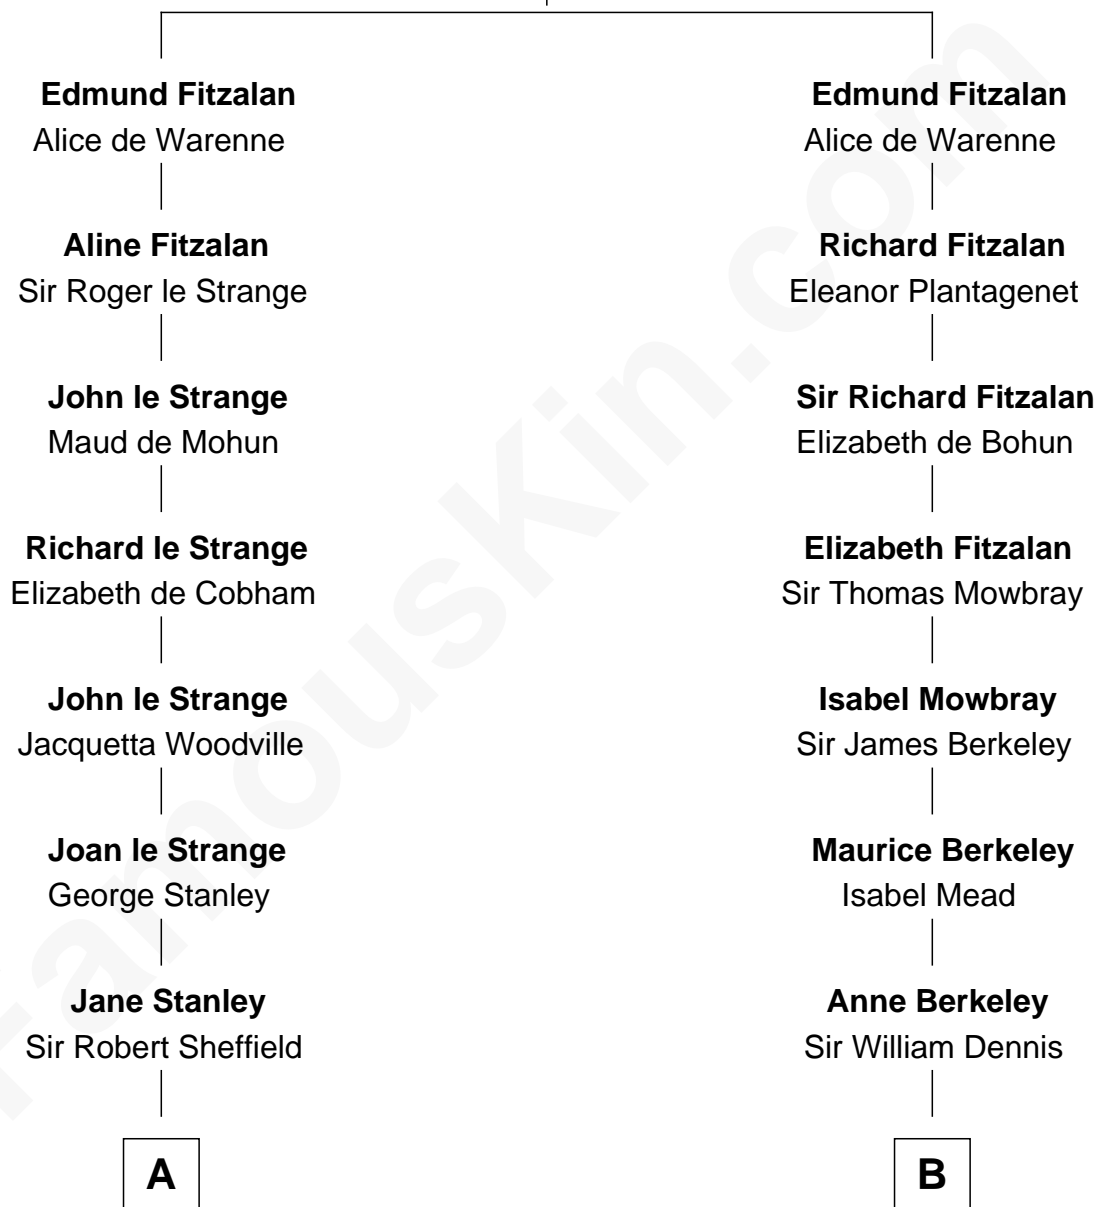 Edmund Fitzalan
Alice de Warenne
Aline Fitzalan
Sir Roger le Strange
John le Strange
Maud de Mohun
Richard le Strange
Elizabeth de Cobham
John le Strange
Jacquetta Woodville
Joan le Strange
George Stanley
Jane Stanley
Sir Robert Sheffield
A
Edmund Fitzalan
Alice de Warenne
Richard Fitzalan
Eleanor Plantagenet
Sir Richard Fitzalan
Elizabeth de Bohun
Elizabeth Fitzalan
Sir Thomas Mowbray
Isabel Mowbray
Sir James Berkeley
Maurice Berkeley
Isabel Mead
Anne Berkeley
Sir William Dennis
B
FamousKin.com